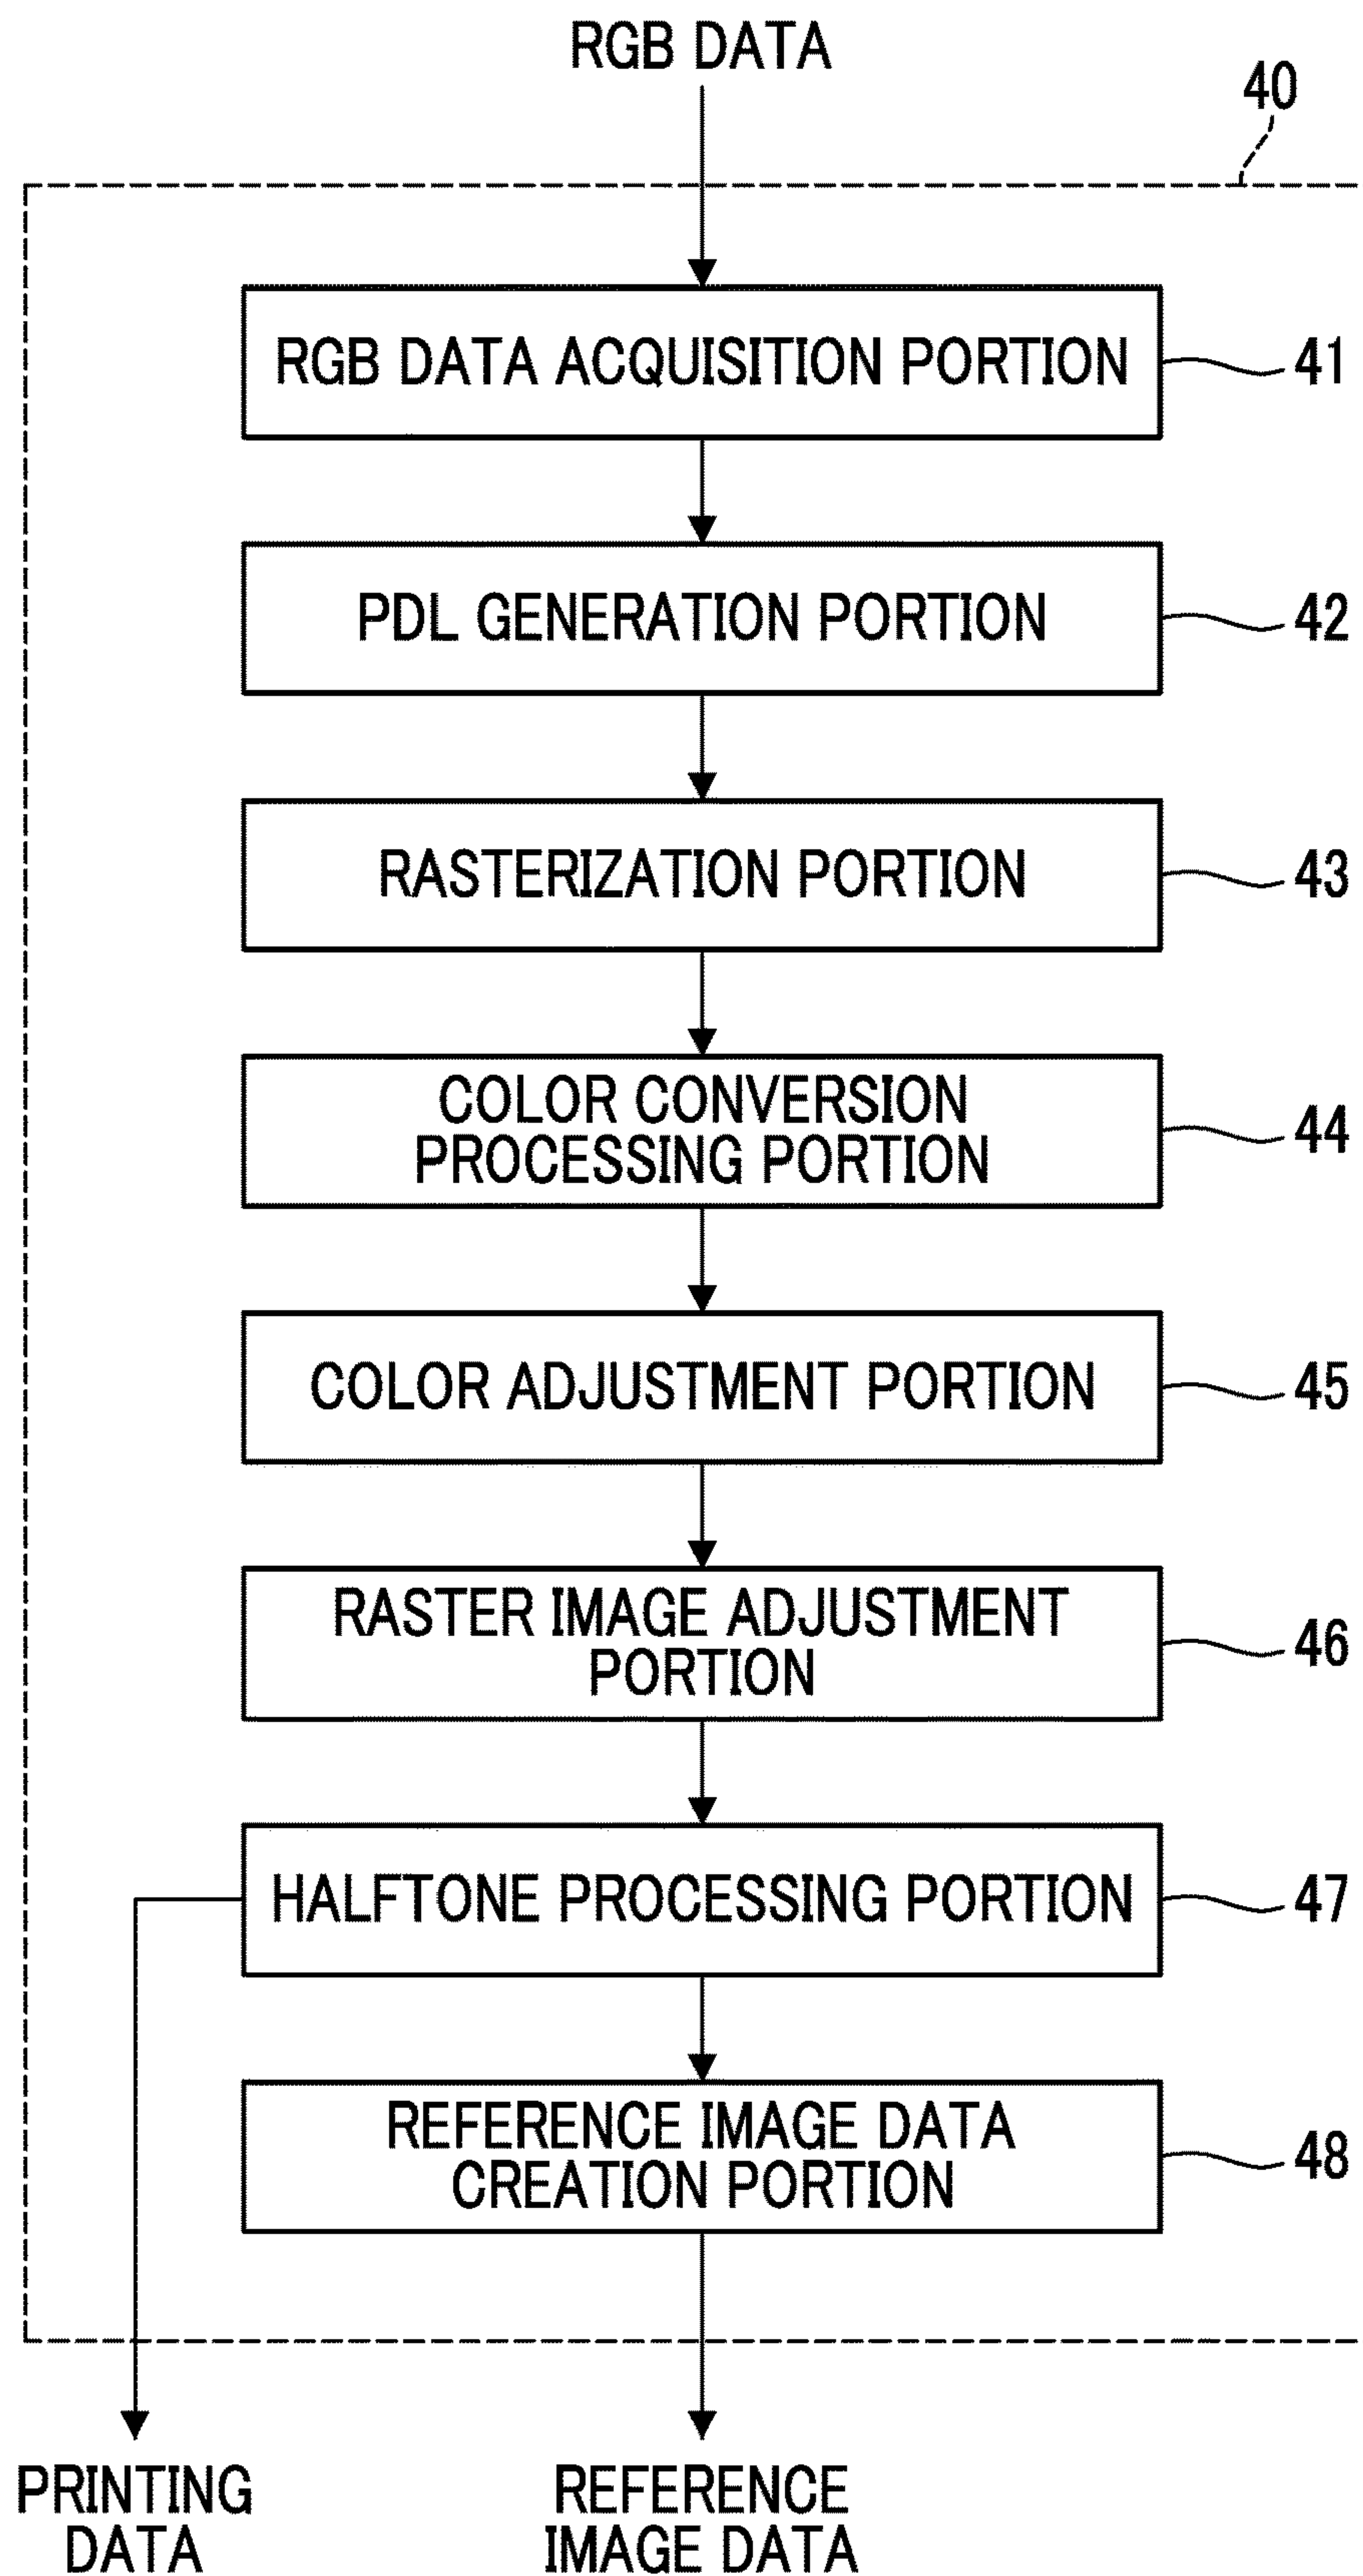 RGB DATA
40
RGB DATA ACQUISITION PORTION
41
PDL GENERATION PORTION
42
RASTERIZATION PORTION
43
COLOR CONVERSION
PROCESSING PORTION
44
COLOR ADJUSTMENT PORTION
45
RASTER IMAGE ADJUSTMENT
PORTION
46
HALFTONE PROCESSING PORTION
47
REFERENCE IMAGE DATA
CREATION PORTION
48
PRINTING
DATA
REFERENCE
IMAGE DATA